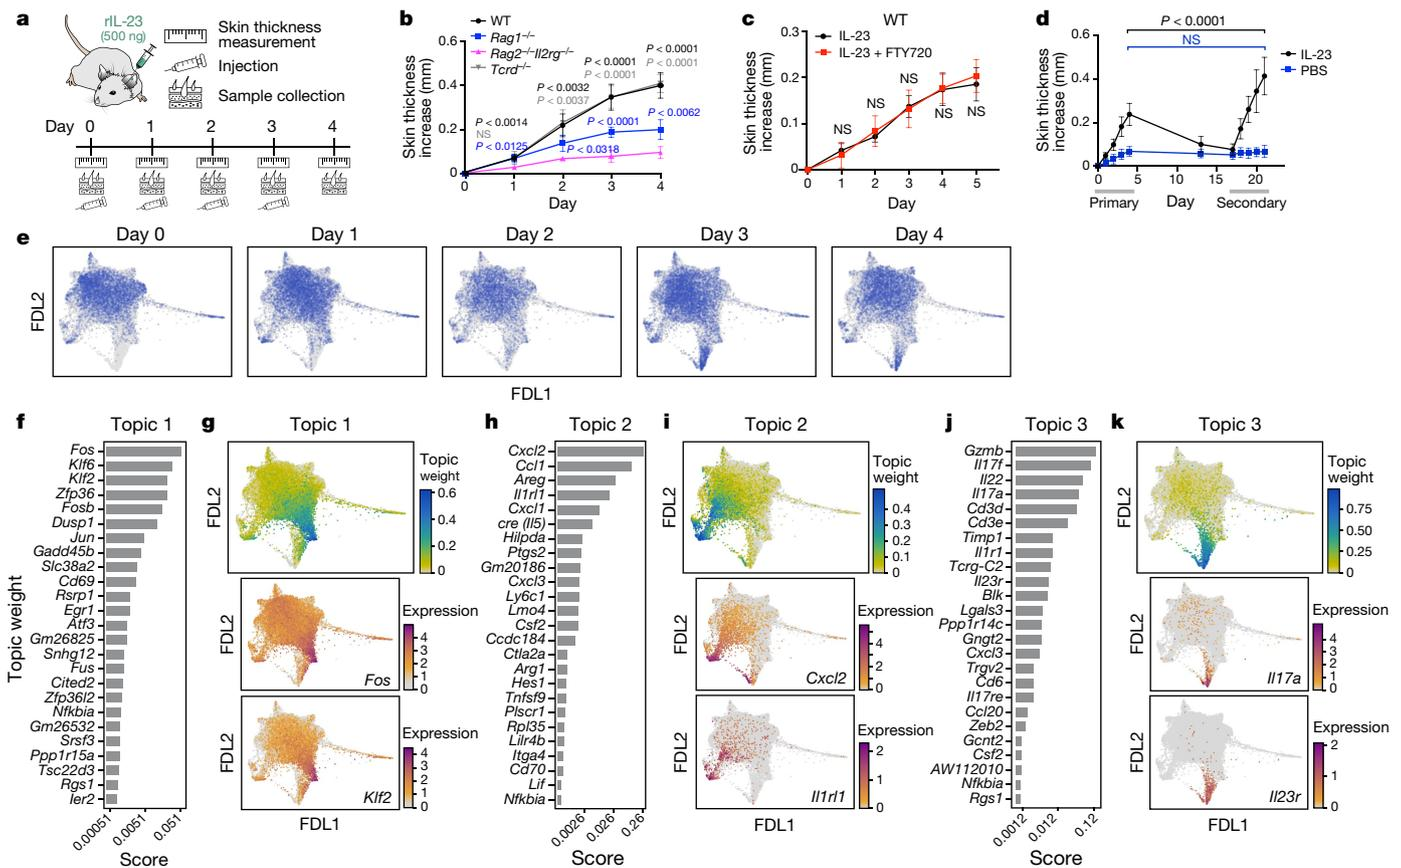 a
rIL-23
(500 ng)
Skin thickness
measurement
Injection
Sample collection
Day 0 1 2 3 4
b
WT
Rag1–/–
Rag2–/–Il2rg–/–
Tcrd–/–
Skin thickness
increase (mm)
0.6
0.4
0.2
0
P < 0.0014
NS
P < 0.0125
P < 0.0032
P < 0.0037
P < 0.0318
P < 0.0001
P < 0.0001
P < 0.0001
P < 0.0001
P < 0.0001
P < 0.0062
0 1 2 3 4
Day
c
WT
IL-23
IL-23 + FTY720
Skin thickness
increase (mm)
0.3
0.2
0.1
0
NS
NS
NS
NS
NS
0 1 2 3 4 5
Day
d
P < 0.0001
NS
IL-23
PBS
Skin thickness
increase (mm)
0.6
0.4
0.2
0
0 5 10 15 20
Primary Day Secondary
e
Day 0 Day 1 Day 2 Day 3 Day 4
FDL2
FDL1
f
Topic 1
Topic weight
Fos
Klf6
Klf2
Zfp36
Fosb
Dusp1
Jun
Gadd45b
Slc38a2
Cd69
Rsrp1
Egr1
Atf3
Gm26825
Snhg12
Fus
Cited2
Zfp36l2
Nfkbia
Gm26532
Srsf3
Ppp1r15a
Tsc22d3
Rgs1
Ier2
0.00051 0.0051 0.051
Score
g
Topic 1
FDL2
Topic
weight
0.6
0.4
0.2
0
FDL2
Fos
Expression
4
3
2
1
0
FDL2
Klf2
Expression
4
3
2
1
0
FDL1
h
Topic 2
Cxcl2
Ccl1
Areg
Il1rl1
Cxcl1
cre (Il5)
Hilpda
Ptgs2
Gm20186
Cxcl3
Ly6c1
Lmo4
Csf2
Ccdc184
Ctla2a
Arg1
Hes1
Tnfsf9
Plscr1
Rpl35
Lilr4b
Itga4
Cd70
Lif
Nfkbia
0.0026 0.026 0.26
Score
i
Topic 2
FDL2
Topic
weight
0.4
0.3
0.2
0.1
0
FDL2
Cxcl2
Expression
4
3
2
1
0
FDL2
Il1rl1
Expression
2
1
0
FDL1
j
Topic 3
Gzmb
Il17f
Il22
Il17a
Cd3d
Cd3e
Timp1
Il1r1
Tcrg-C2
Il23r
Blk
Lgals3
Ppp1r14c
Gngt2
Cxcl3
Trgv2
Cd6
Il17re
Ccl20
Zeb2
Gcnt2
Csf2
AW112010
Nfkbia
Rgs1
0.0012 0.012 0.12
Score
k
Topic 3
FDL2
Topic
weight
0.75
0.50
0.25
0
FDL2
Il17a
Expression
4
3
2
1
0
FDL2
Il23r
Expression
2
1
0
FDL1